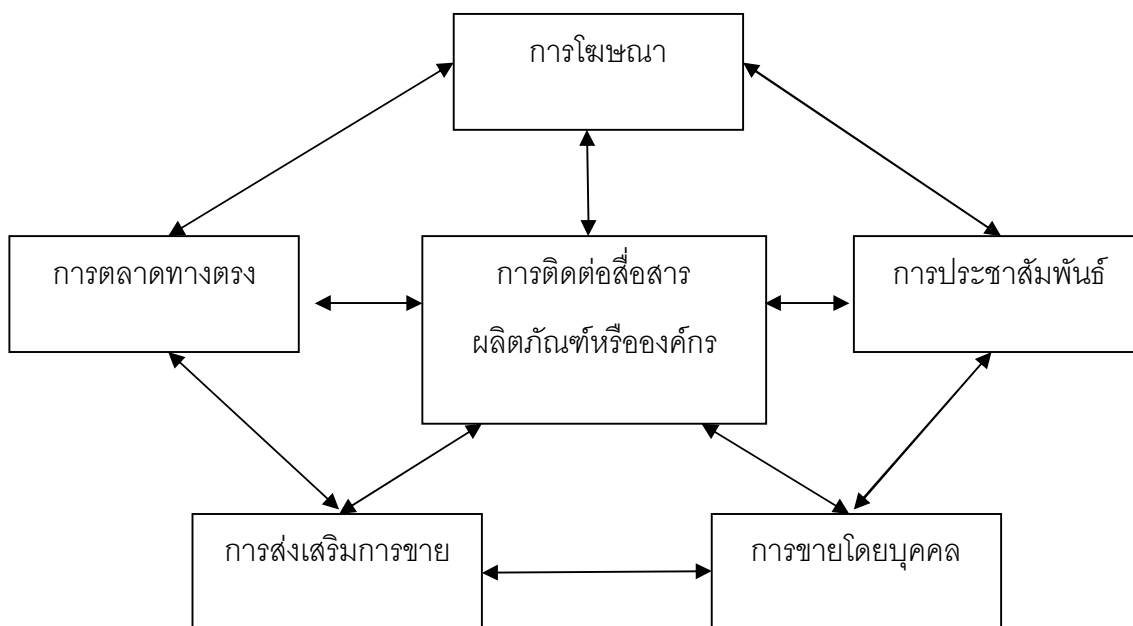 การโฆษณา
การตลาดทางตรง
การติดต่อสื่อสาร
ผลิตภัณฑ์หรือองค์กร
การประชาสัมพันธ์
การส่งเสริมการขาย
การขายโดยบุคคล